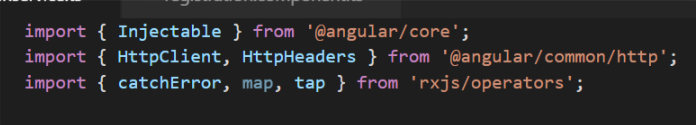 import { Injectable } from '@angular/core';
import { HttpClient, HttpHeaders } from '@angular/common/http';
import { catchError, map, tap } from 'rxjs/operators';